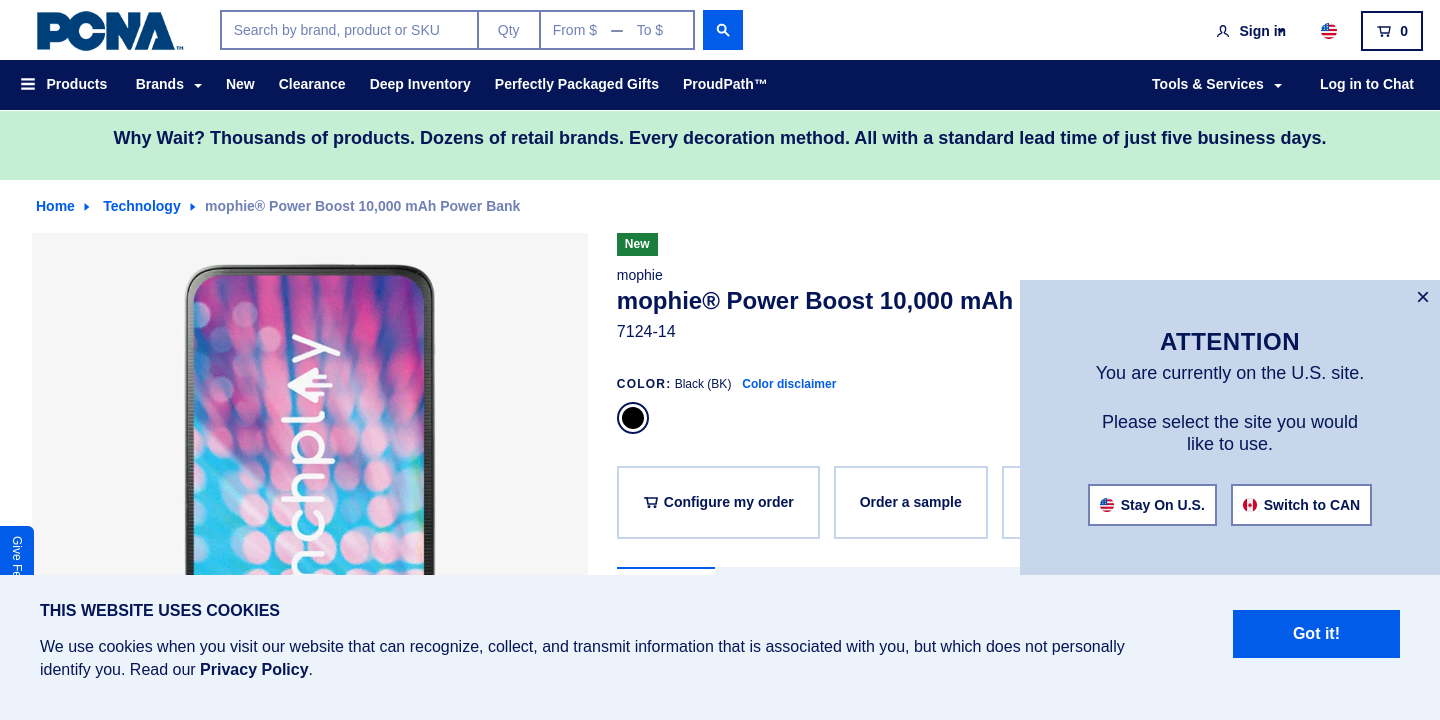 PCNA™
Search by brand, product or SKU
Qty
From $ — To $
Sign in
0
Products
Brands
New
Clearance
Deep Inventory
Perfectly Packaged Gifts
ProudPath™
Tools & Services
Log in to Chat
Why Wait? Thousands of products. Dozens of retail brands. Every decoration method. All with a standard lead time of just five business days.
Home
Technology
mophie® Power Boost 10,000 mAh Power Bank
New
mophie
mophie® Power Boost 10,000 mAh
7124-14
COLOR: Black (BK) Color disclaimer
Configure my order
Order a sample
×
ATTENTION
You are currently on the U.S. site.
Please select the site you would
like to use.
Stay On U.S.
Switch to CAN
Give
THIS WEBSITE USES COOKIES
We use cookies when you visit our website that can recognize, collect, and transmit information that is associated with you, but which does not personally
identify you. Read our Privacy Policy.
Got it!